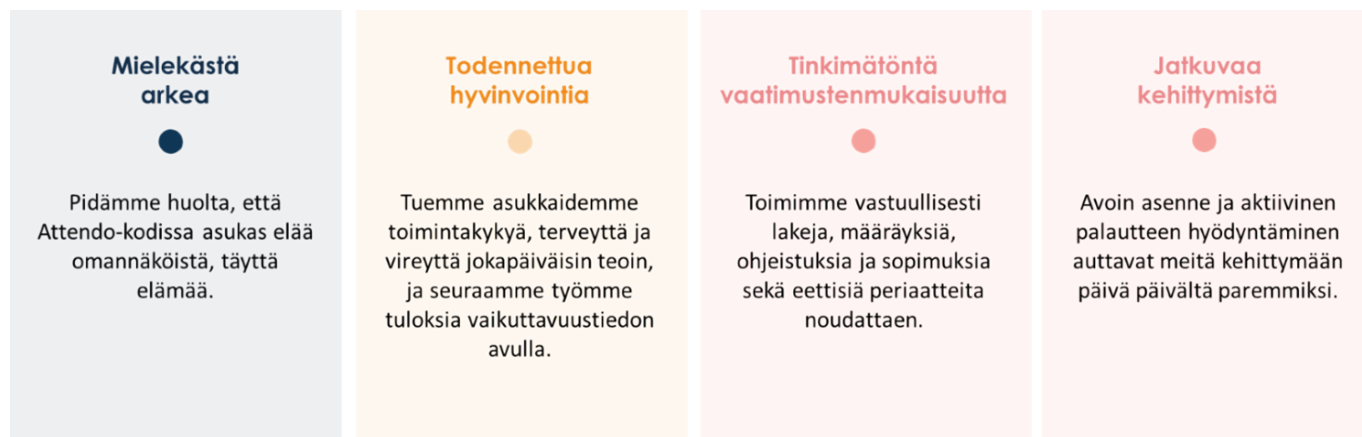 Mielekästä
arkea
Pidämme huolta, että
Attendo-kodissa asukas elää
omannäköistä, täyttä
elämää.
Todennettua
hyvinvointia
Tuemme asukkaidemme
toimintakykyä, terveyttä ja
vireyttä jokapäiväisin teoin,
ja seuraamme työmme
tuloksia vaikuttavuustiedon
avulla.
Tinkimätöntä
vaatimustenmukaisuutta
Toimimme vastuullisesti
lakeja, määräyksiä,
ohjeistuksia ja sopimuksia
sekä eettisiä periaatteita
noudattaen.
Jatkuvaa
kehittymistä
Avoin asenne ja aktiivinen
palautteen hyödyntäminen
auttavat meitä kehittymään
päivä päivältä paremmiksi.